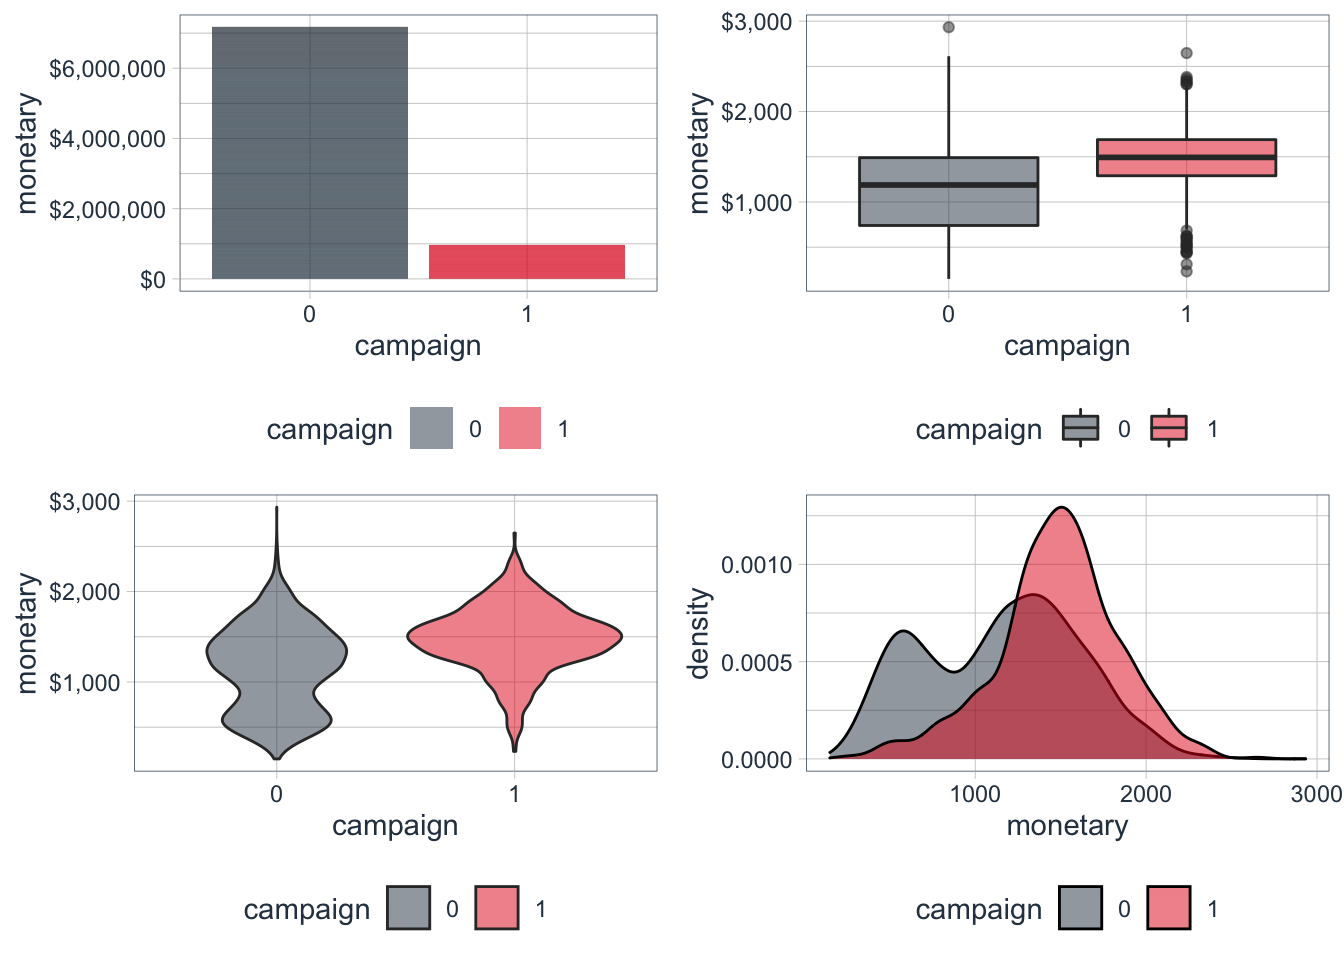 monetary
$6,000,000
$4,000,000
$2,000,000
$0
0 1
campaign
campaign 0 1
monetary
$3,000
$2,000
$1,000
0 1
campaign
campaign 0 1
monetary
$3,000
$2,000
$1,000
0 1
campaign
campaign 0 1
density
0.0010
0.0005
0.0000
1000 2000 3000
monetary
campaign 0 1